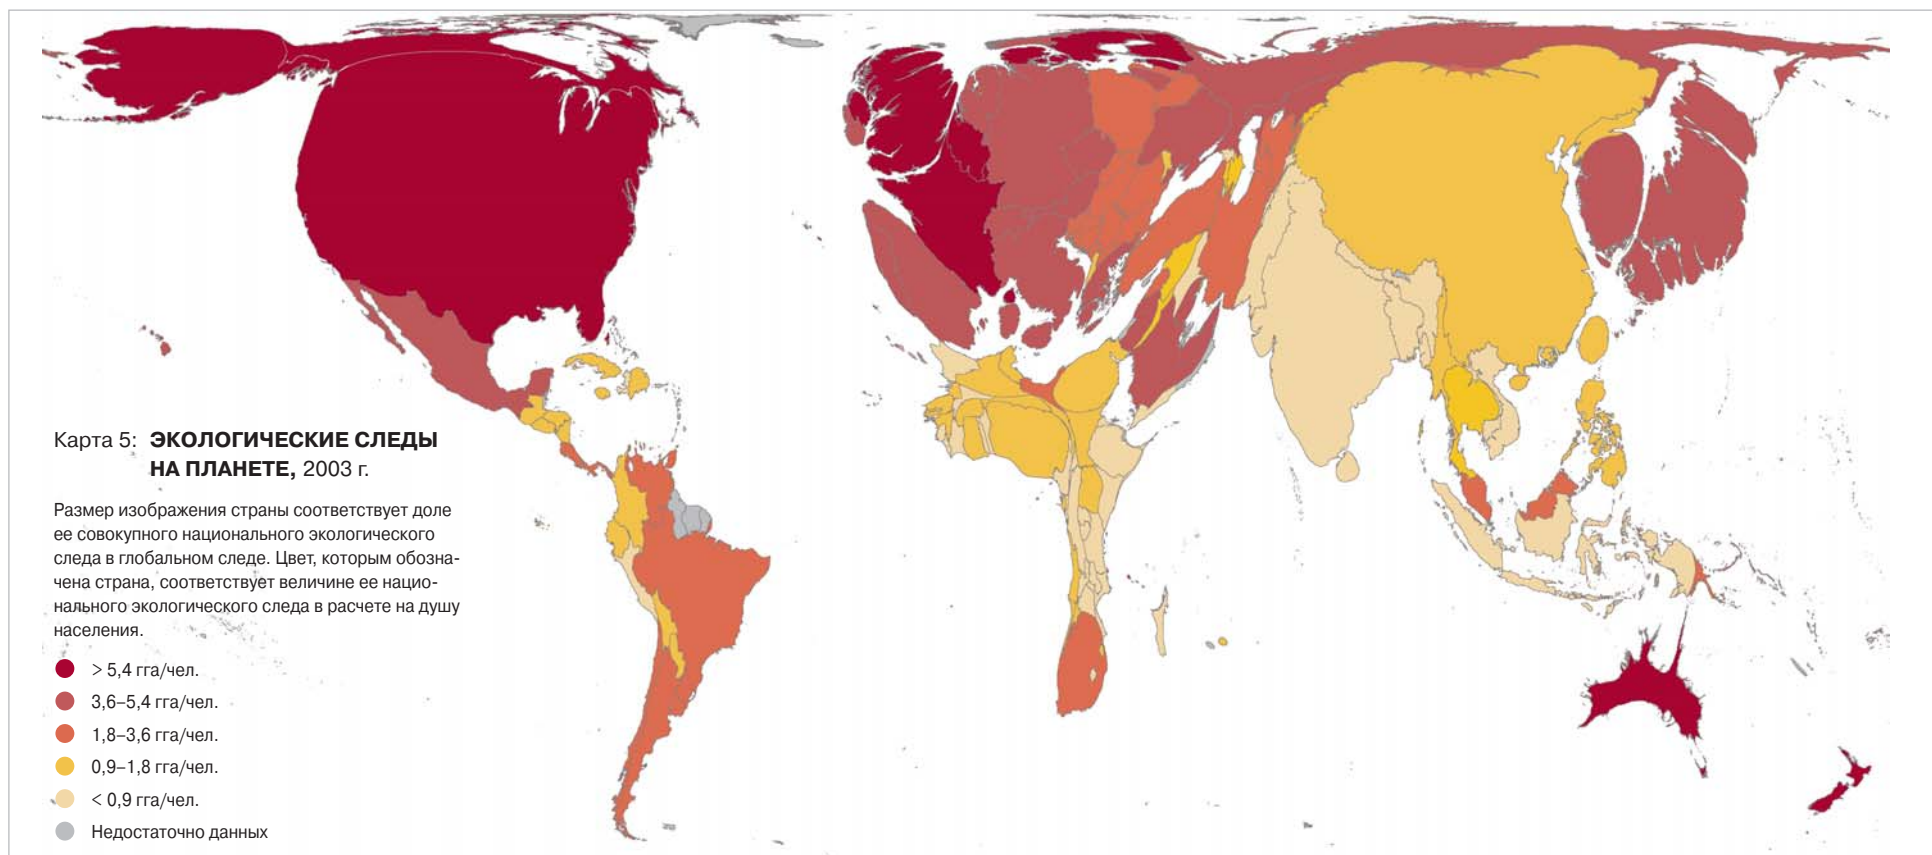 Карта 5: ЭКОЛОГИЧЕСКИЕ СЛЕДЫ
НА ПЛАНЕТЕ, 2003 г.
Размер изображения страны соответствует доле
ее совокупного национального экологического
следа в глобальном следе. Цвет, которым обозна-
чена страна, соответствует величине ее нацио-
нального экологического следа в расчете на душу
населения.
> 5,4 гга/чел.
3,6–5,4 гга/чел.
1,8–3,6 гга/чел.
0,9–1,8 гга/чел.
< 0,9 гга/чел.
Недостаточно данных